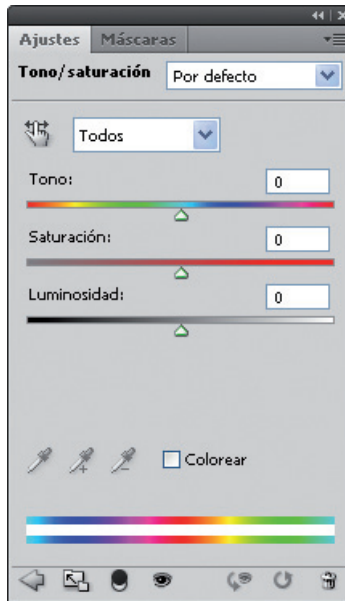 Ajustes Máscaras
Tono/saturación Por defecto
Todos
Tono: 0
Saturación: 0
Luminosidad: 0
Colorear